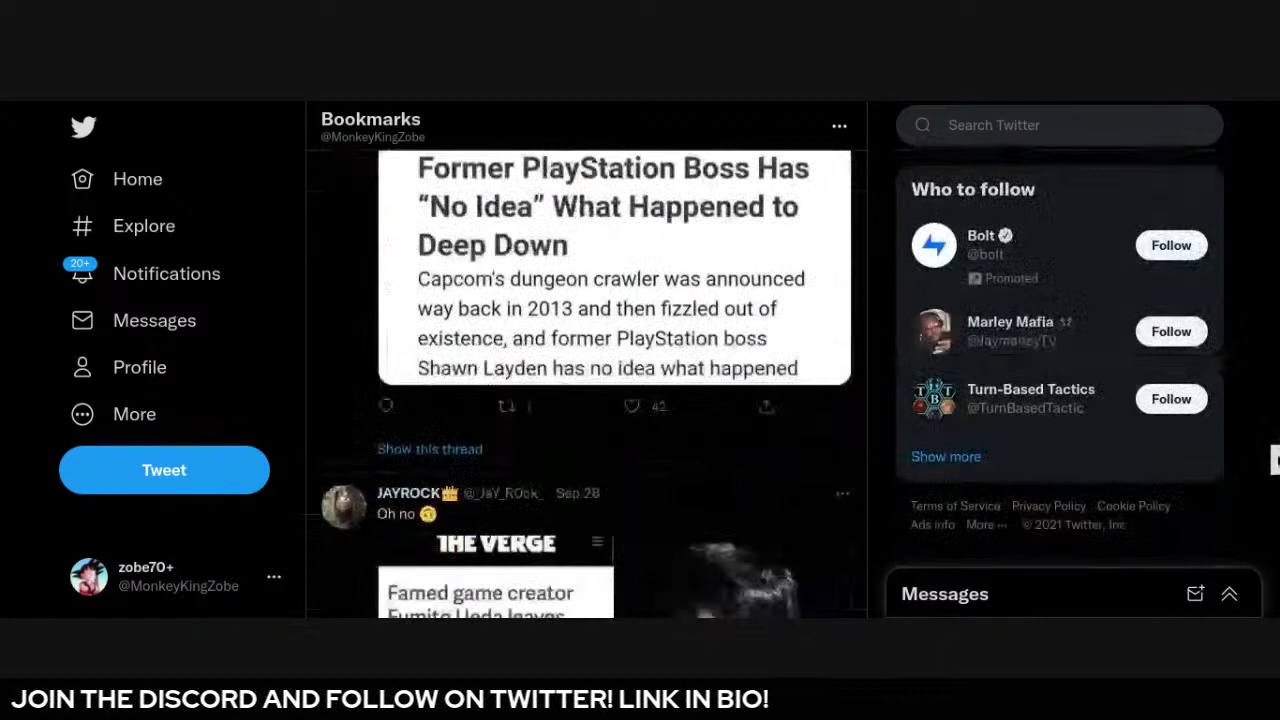 Home
Explore
20+
Notifications
Messages
Profile
More
Tweet
zobe70+
@MonkeyKingZobe
Bookmarks
@MonkeyKingZobe
Former PlayStation Boss Has
“No Idea” What Happened to
Deep Down
Capcom's dungeon crawler was announced
way back in 2013 and then fizzled out of
existence, and former PlayStation boss
Shawn Layden has no idea what happened
42
Show this thread
JAYROCK Sep 28
Oh no
THE VERGE
Famed game creator
Fumito Ueda leaves
Search Twitter
Who to follow
Bolt
@bolt
Promoted
Follow
Marley Mafia
@JaymoneyTV
Follow
Turn-Based Tactics
@TurnBasedTactic
Follow
Show more
Terms of Service Privacy Policy Cookie Policy
Ads info More © 2021 Twitter, Inc.
Messages
JOIN THE DISCORD AND FOLLOW ON TWITTER! LINK IN BIO!